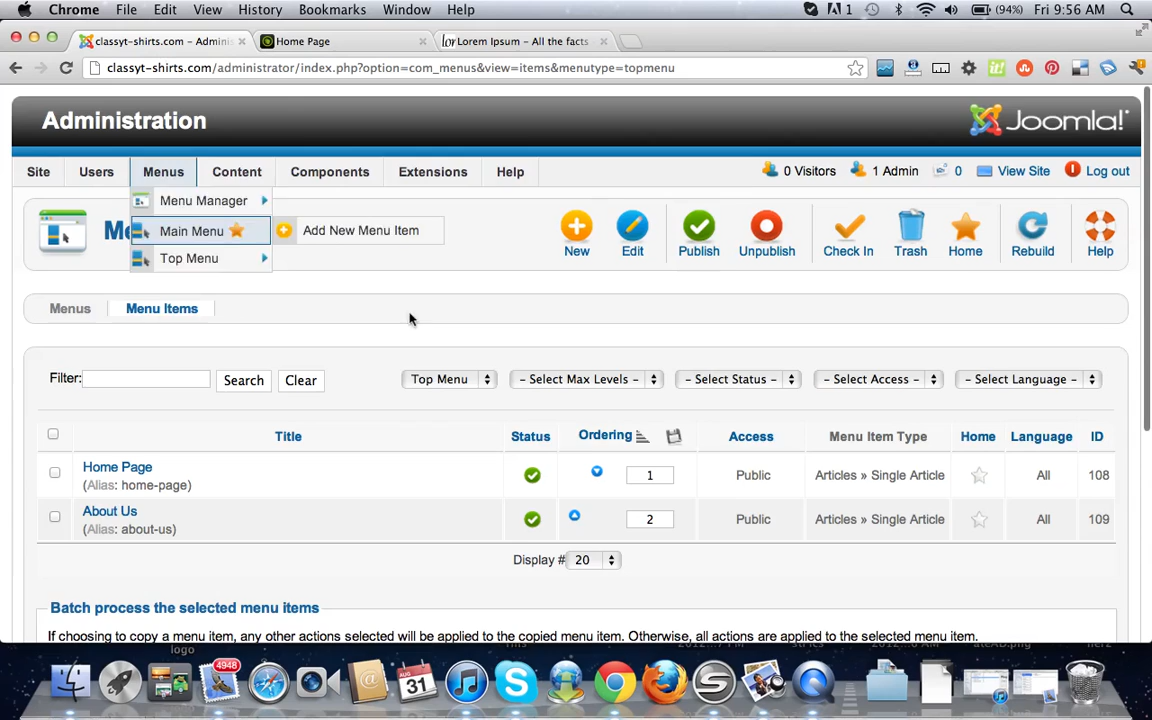 Chrome File Edit View History Bookmarks Window Help 1 (94%) Fri 9:56 AM
classyt-shirts.com - Adminis Home Page lor Lorem Ipsum - All the facts
classyt-shirts.com/administrator/index.php?option=com_menus&view=items&menutype=topmenu it!
Administration Joomla!
Site Users Menus Content Components Extensions Help 0 Visitors 1 Admin 0 View Site Log out
Menu Manager
Me Main Menu Add New Menu Item
Top Menu
New Edit Publish Unpublish Check In Trash Home Rebuild Help
Menus Menu Items
Filter: Search Clear Top Menu - Select Max Levels - - Select Status - - Select Access - - Select Language -
Title Status Ordering Access Menu Item Type Home Language ID
Home Page 1 Public Articles » Single Article All 108
(Alias: home-page)
About Us 2 Public Articles » Single Article All 109
(Alias: about-us)
Display # 20
Batch process the selected menu items
If choosing to copy a menu item, any other actions selected will be applied to the copied menu item. Otherwise, all actions are applied to the selected menu item.
logo
4948
31